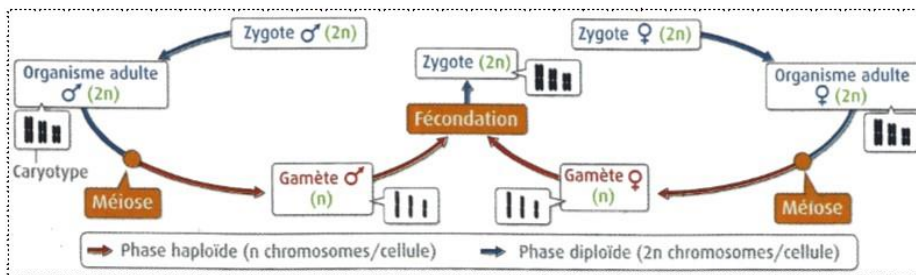 Zygote ♂ (2n)
Zygote ♀ (2n)
Zygote (2n)
Organisme adulte
♂ (2n)
Organisme adulte
♀ (2n)
Fécondation
Caryotype
Méiose
Gamète ♂
(n)
Gamète ♀
(n)
Méiose
Phase haploïde (n chromosomes/cellule)
Phase diploïde (2n chromosomes/cellule)